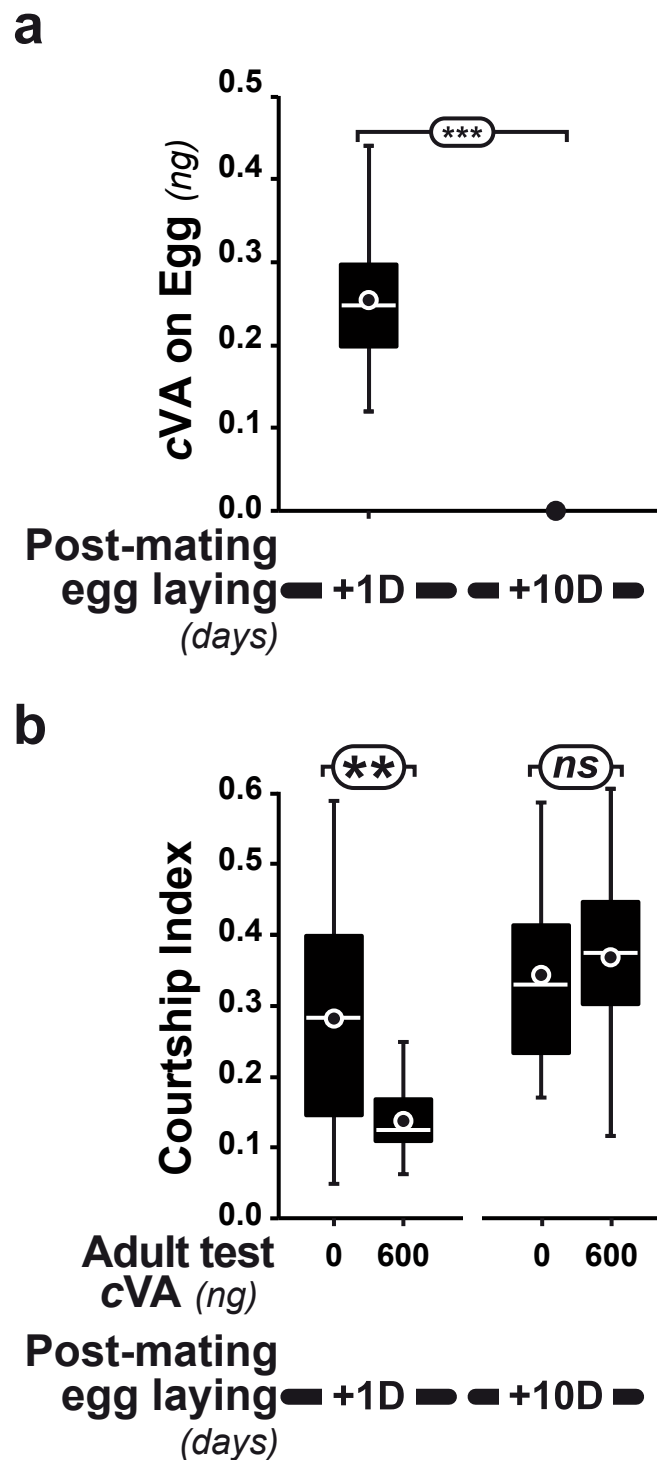 a
0.5
***
0.4
0.3
0.2
0.1
0.0
cVA on Egg (ng)
Post-mating
egg laying +1D +10D
(days)
b
** ns
0.6
0.5
0.4
0.3
0.2
0.1
0.0
Courtship Index
Adult test 0 600 0 600
cVA (ng)
Post-mating
egg laying +1D +10D
(days)